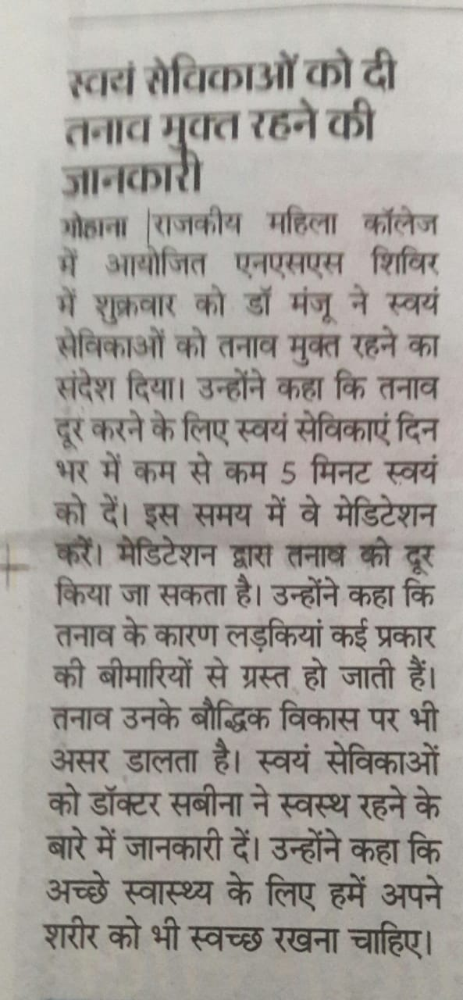 स्वयं सेविकाओं को दी
तनाव मुक्त रहने की
जानकारी
गोहाना |राजकीय महिला कॉलेज
में आयोजित एनएसएस शिविर
में शुक्रवार को डॉ मंजू ने स्वयं
सेविकाओं को तनाव मुक्त रहने का
संदेश दिया। उन्होंने कहा कि तनाव
दूर करने के लिए स्वयं सेविकाएं दिन
भर में कम से कम 5 मिनट स्वयं
को दें। इस समय में वे मेडिटेशन
करें। मेडिटेशन द्वारा तनाव को दूर
किया जा सकता है। उन्होंने कहा कि
तनाव के कारण लड़कियां कई प्रकार
की बीमारियों से ग्रस्त हो जाती हैं।
तनाव उनके बौद्धिक विकास पर भी
असर डालता है। स्वयं सेविकाओं
को डॉक्टर सबीना ने स्वस्थ रहने के
बारे में जानकारी दें। उन्होंने कहा कि
अच्छे स्वास्थ्य के लिए हमें अपने
शरीर को भी स्वच्छ रखना चाहिए।